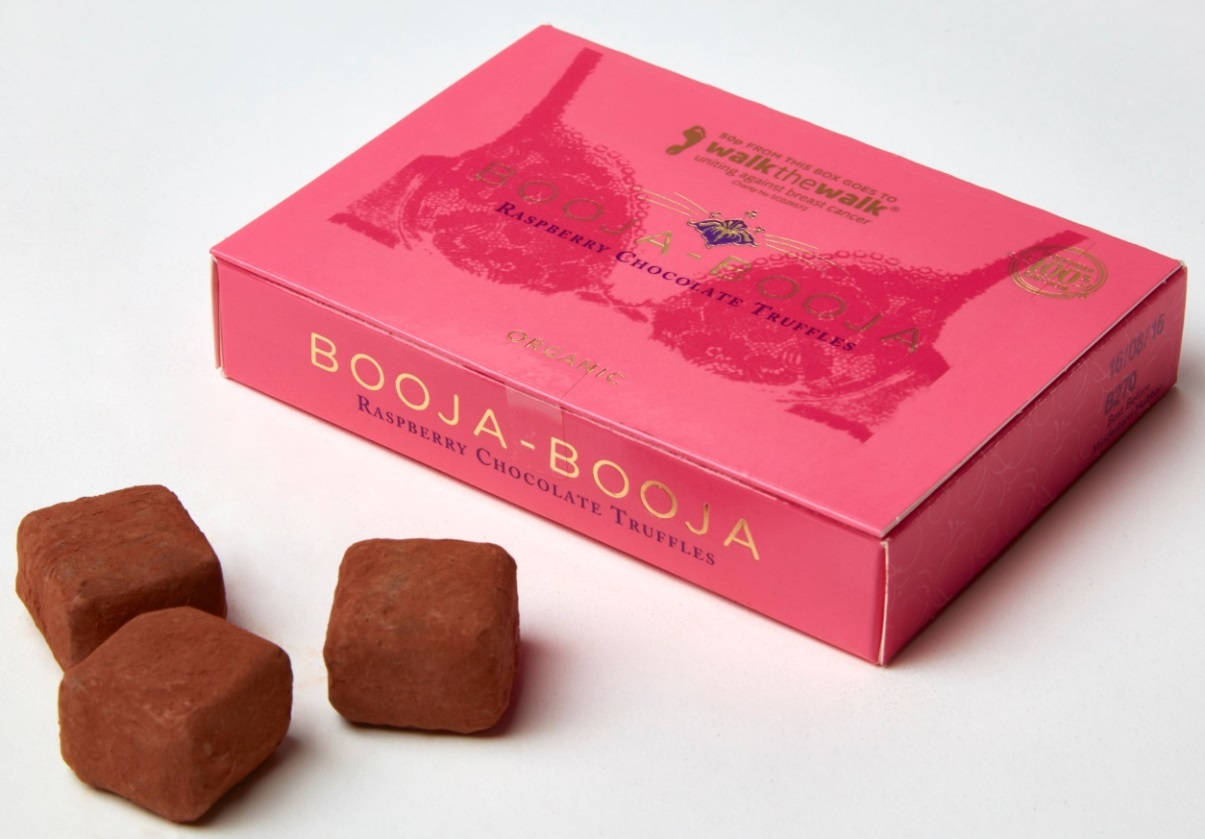 50p FROM THIS BOX GOES TO
walkthewalk®
uniting against breast cancer
BOOJA-BOOJA
RASPBERRY CHOCOLATE TRUFFLES
100%
ORGANIC
BOOJA-BOOJA
RASPBERRY CHOCOLATE TRUFFLES
16/08/16
B270